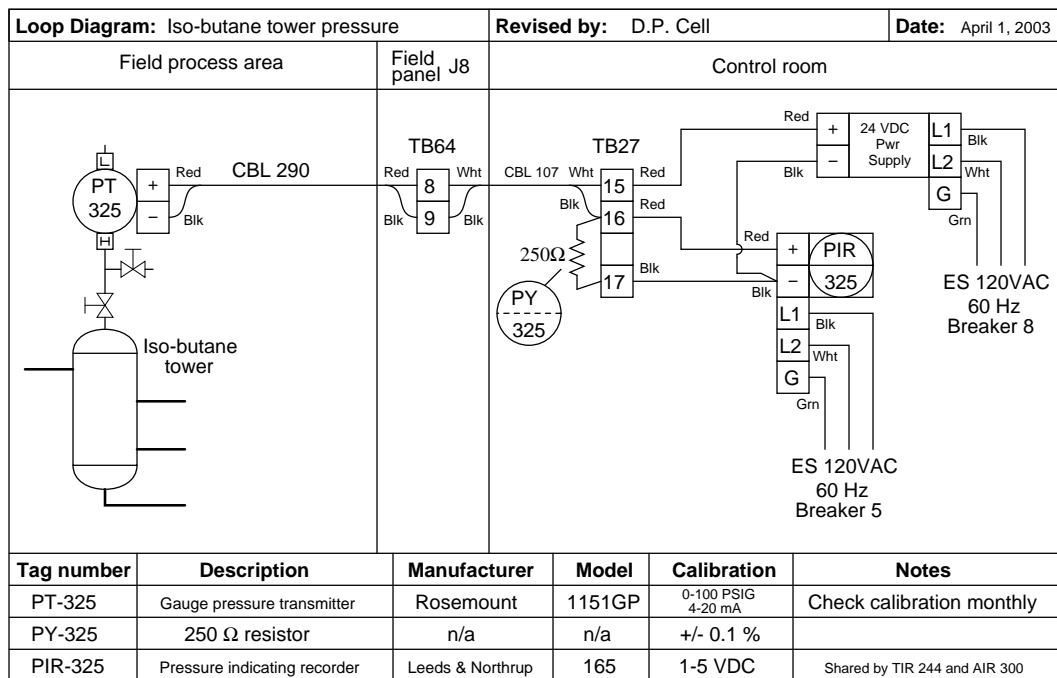 Loop Diagram: Iso-butane tower pressure
Revised by: D.P. Cell
Date: April 1, 2003
Field process area
Field panel J8
Control room
L
PT
325
H
+
−
Red
Blk
CBL 290
Iso-butane
tower
TB64
Red
Blk
8
9
Wht
Blk
CBL 107
TB27
Wht
Blk
15
16
17
Red
Red
Blk
250Ω
PY
325
Red
Blk
+
−
24 VDC
Pwr
Supply
L1
L2
G
Blk
Wht
Grn
ES 120VAC
60 Hz
Breaker 8
Red
Blk
+
−
PIR
325
L1
L2
G
Blk
Wht
Grn
ES 120VAC
60 Hz
Breaker 5
Tag number Description Manufacturer Model Calibration Notes
PT-325 Gauge pressure transmitter Rosemount 1151GP 0-100 PSIG 4-20 mA Check calibration monthly
PY-325 250 Ω resistor n/a n/a +/- 0.1 %
PIR-325 Pressure indicating recorder Leeds & Northrup 165 1-5 VDC Shared by TIR 244 and AIR 300